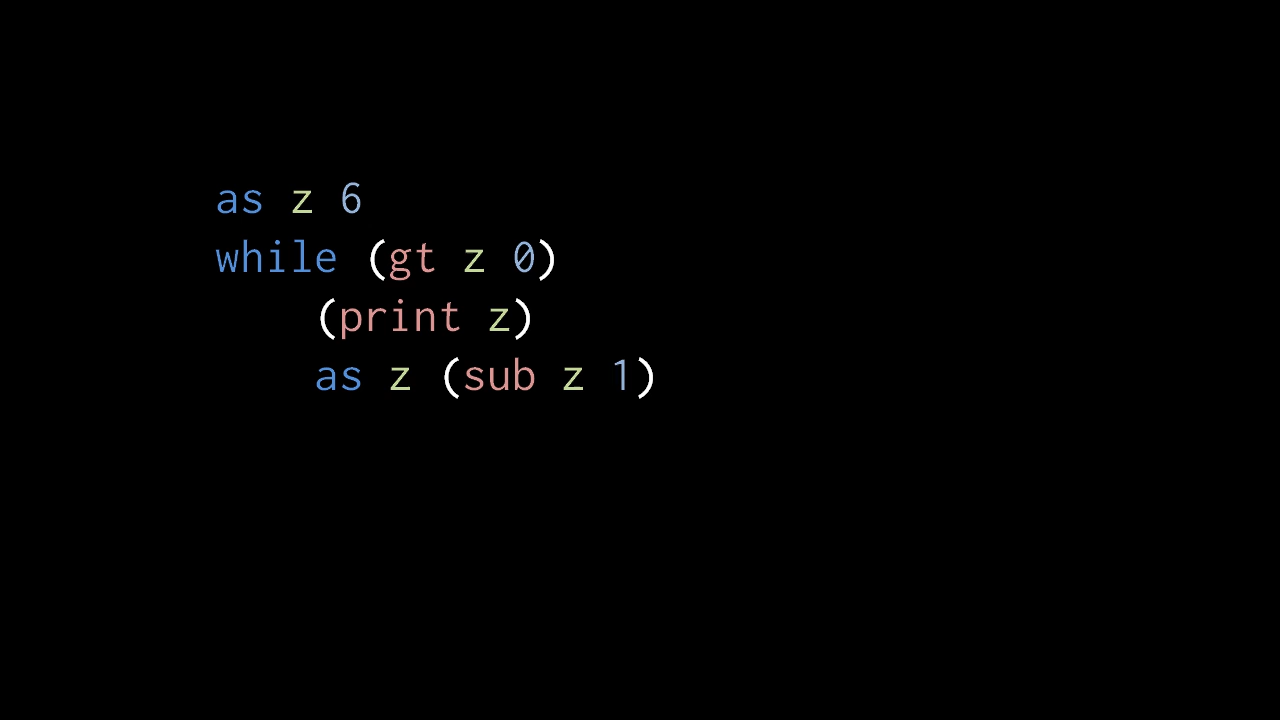 as z 6
while (gt z 0)
    (print z)
    as z (sub z 1)